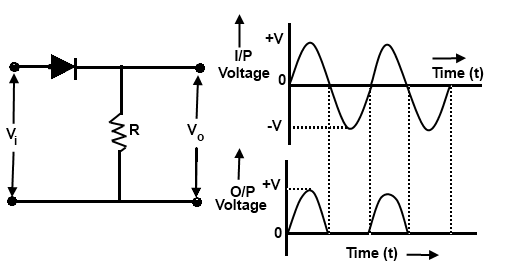 Vi
R
Vo
+V
I/P
Voltage
0
Time (t)
-V
+V
O/P
Voltage
0
Time (t)